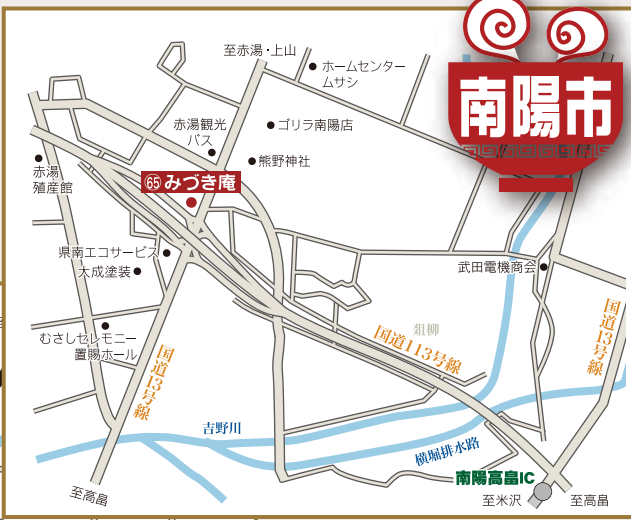 至赤湯・上山
ホームセンター
ムサシ
南陽市
赤湯観光
バス
ゴリラ南陽店
熊野神社
赤湯
殖産館
65 みづき庵
県南エコサービス
大成塗装
武田電機商会
俎柳
国道113号線
国道13号線
むさしセレモニー
置賜ホール
国道13号線
吉野川
横堀排水路
南陽高畠IC
至高畠
至米沢
至高畠